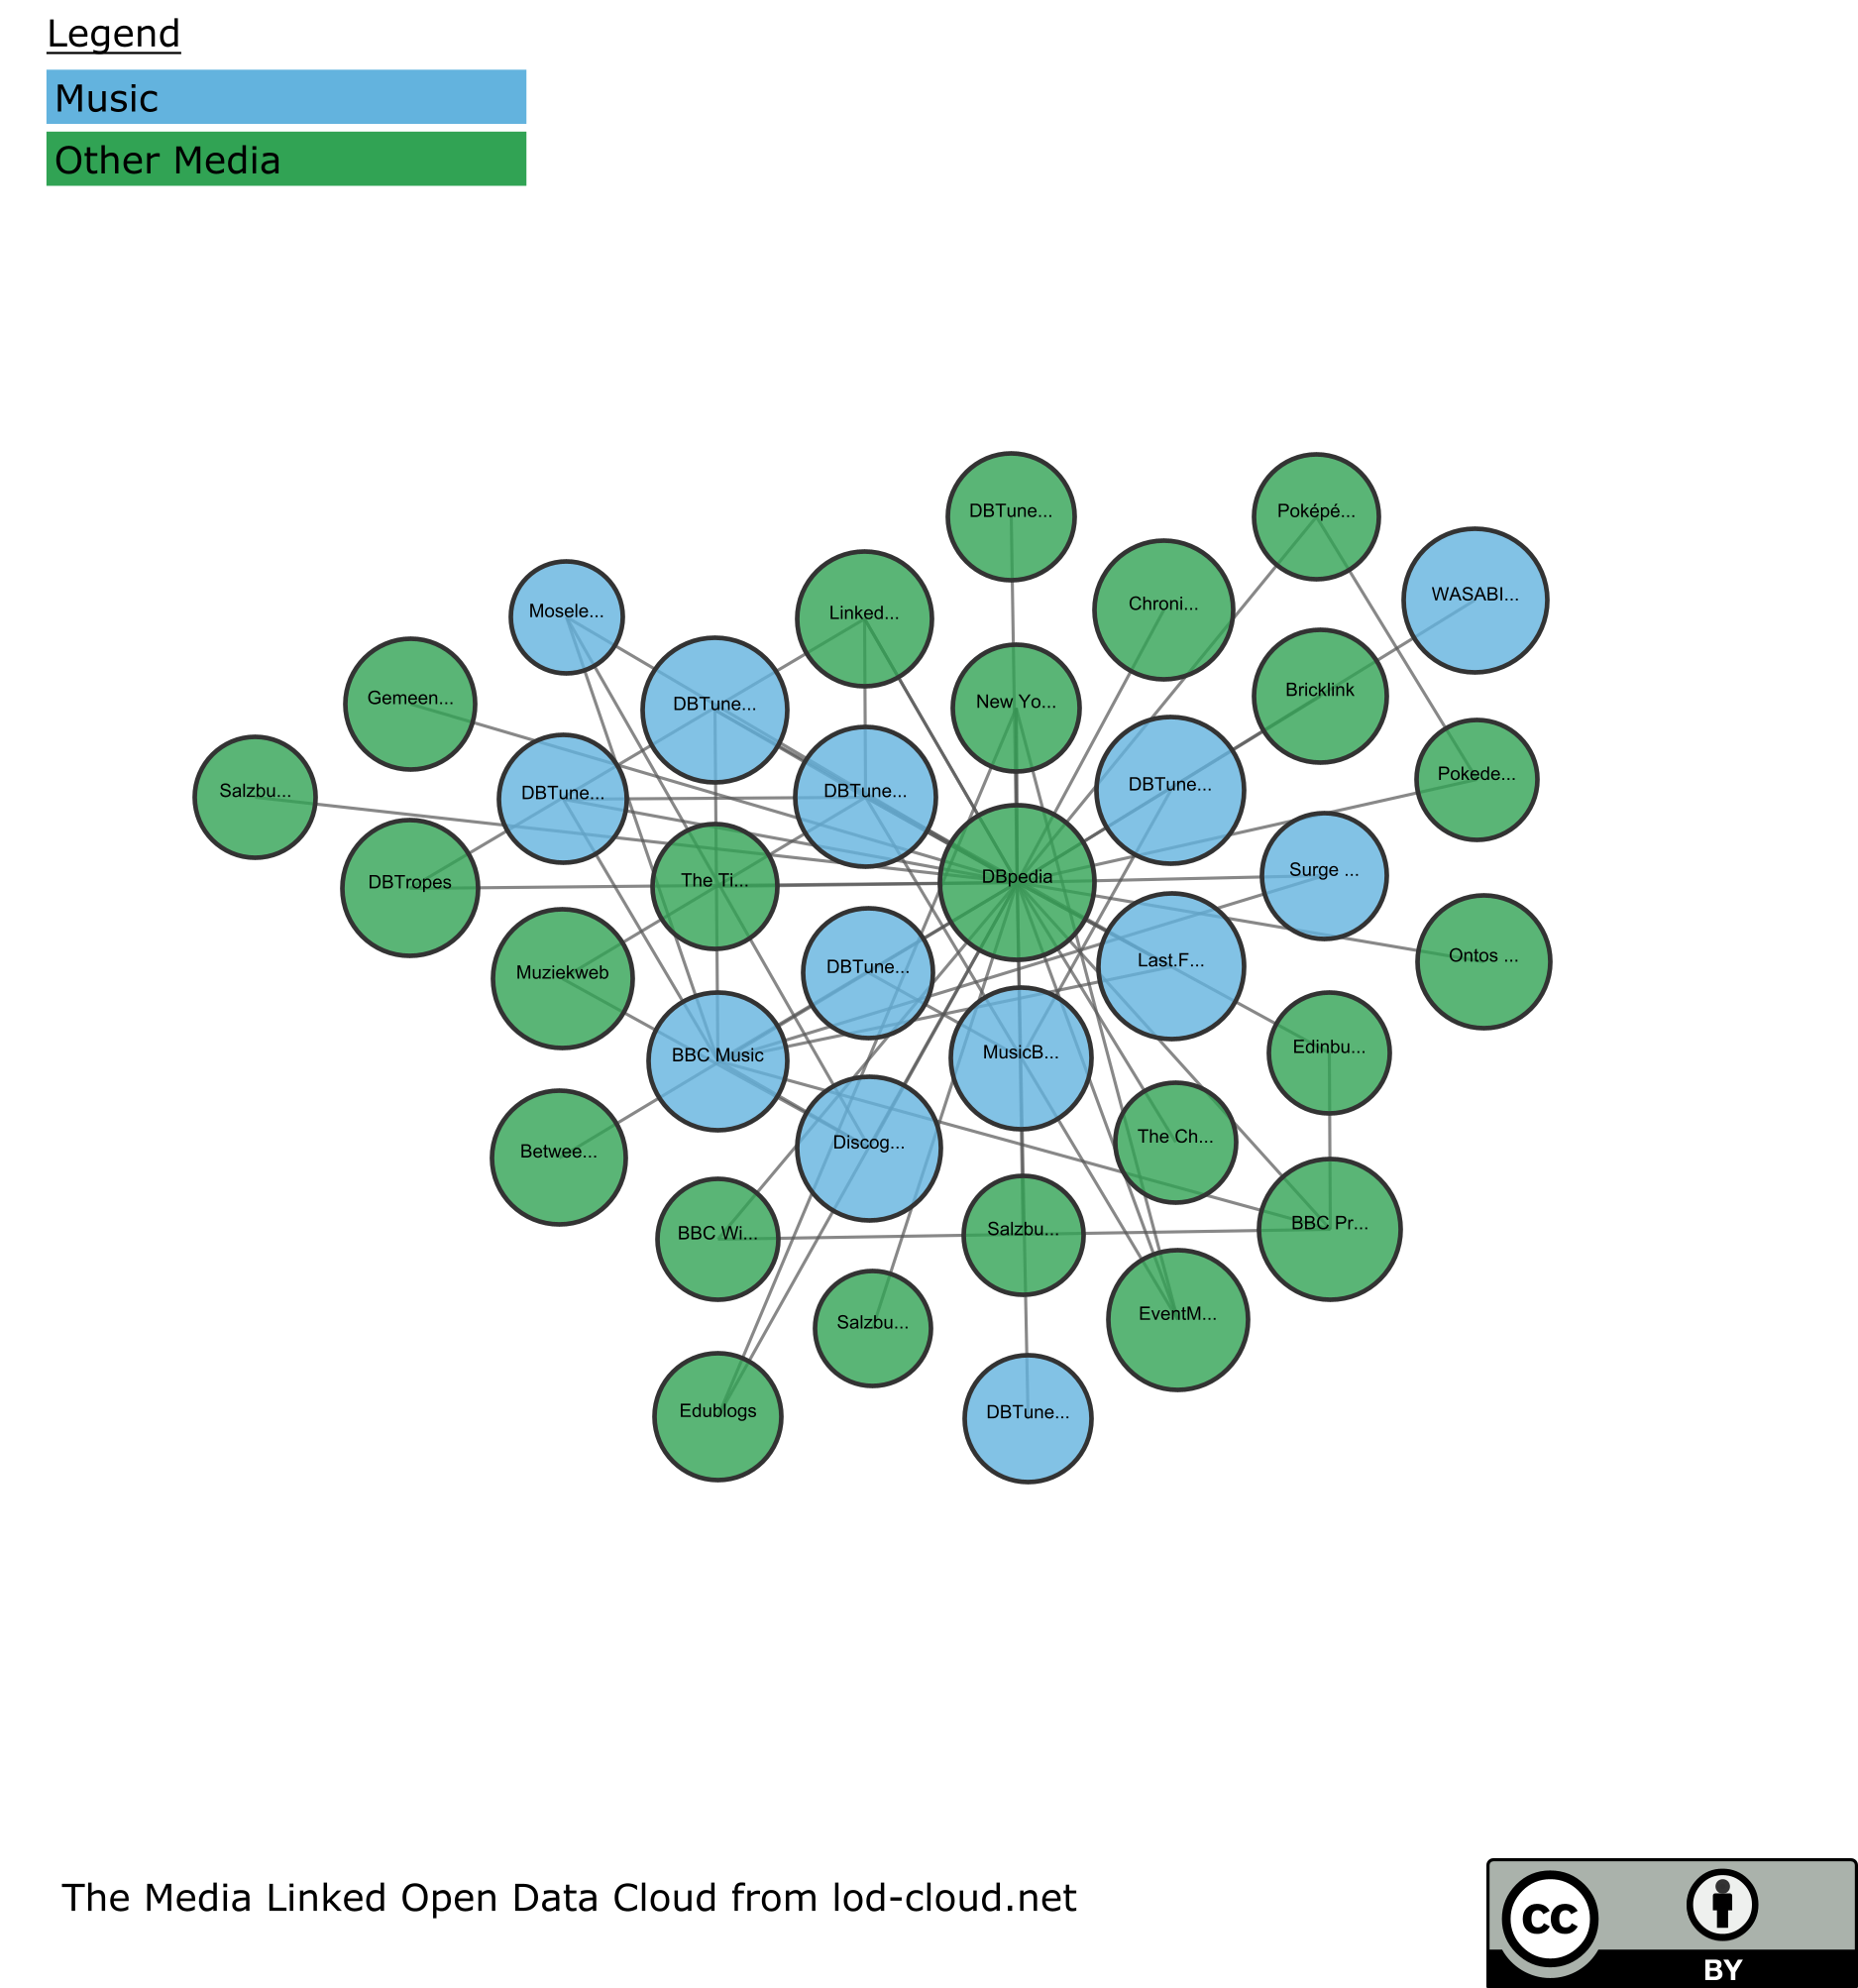 Legend
Music
Other Media
DBTune...
Poképé...
WASABI...
Chroni...
Mosele...
Linked...
Gemeen...
DBTune...
New Yo...
Bricklink
Salzbu...
DBTune...
DBTune...
DBTune...
Pokede...
DBTropes
The Ti...
DBpedia
Surge ...
Muziekweb
DBTune...
Last.F...
Ontos ...
BBC Music
MusicB...
Edinbu...
Betwee...
Discog...
The Ch...
BBC Wi...
Salzbu...
BBC Pr...
Salzbu...
EventM...
Edublogs
DBTune...
The Media Linked Open Data Cloud from lod-cloud.net
cc
BY